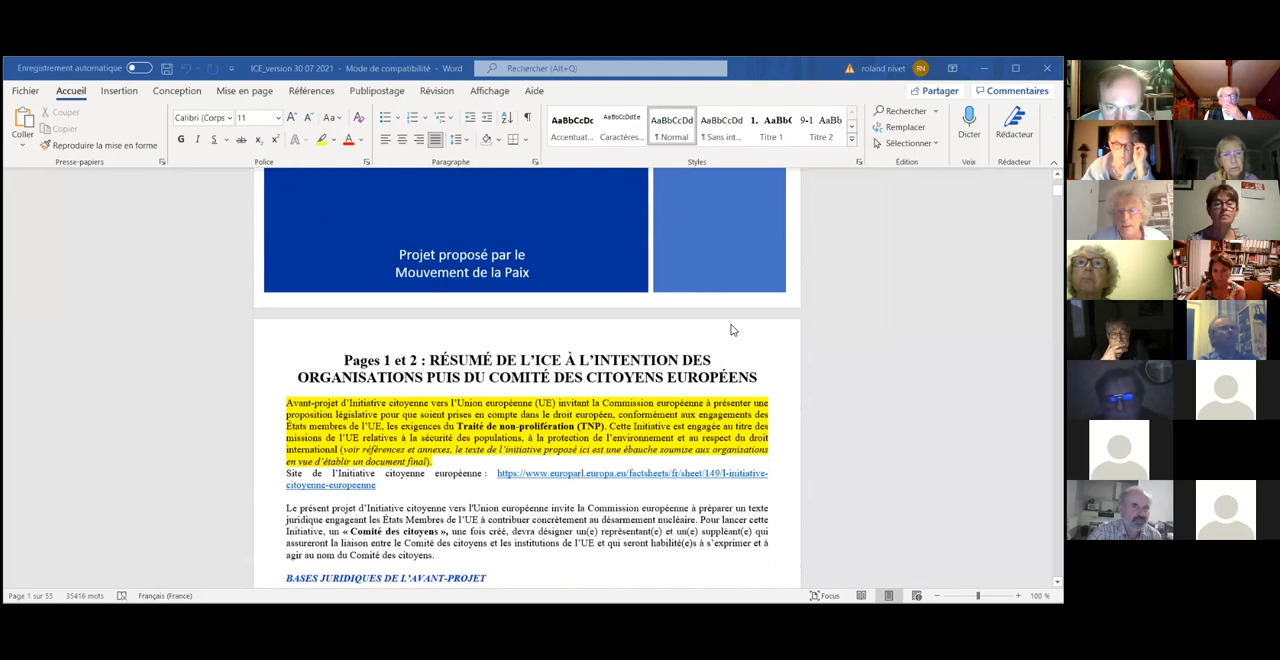 Enregistrement automatique
ICE_version 30 07 2021 - Mode de compatibilité - Word
Rechercher (Alt+Q)
roland nivet RN
Fichier Accueil Insertion Conception Mise en page Références Publipostage Révision Affichage Aide
Partager Commentaires
Coller
Couper
Copier
Reproduire la mise en forme
Presse-papiers
Calibri (Corps 11
G I S ab x₂ x²
Police
Paragraphe
AaBbCcDc AaBbCcDdEe AaBbCcDd AaBbCcDd 1. AaBb( 9-1 AaBb
Accentuat... Caractères... ¶ Normal ¶ Sans int... Titre 1 Titre 2
Styles
Rechercher
Remplacer
Sélectionner
Édition
Dicter
Voix
Rédacteur
Rédacteur
Projet proposé par le
Mouvement de la Paix
Pages 1 et 2 : RÉSUMÉ DE L’ICE À L’INTENTION DES
ORGANISATIONS PUIS DU COMITÉ DES CITOYENS EUROPÉENS
Avant-projet d’Initiative citoyenne vers l’Union européenne (UE) invitant la Commission européenne à présenter une
proposition législative pour que soient prises en compte dans le droit européen, conformément aux engagements des
États membres de l’UE, les exigences du Traité de non-prolifération (TNP). Cette Initiative est engagée au titre des
missions de l’UE relatives à la sécurité des populations, à la protection de l’environnement et au respect du droit
international (voir références et annexes, le texte de l’initiative proposé ici est une ébauche soumise aux organisations
en vue d’établir un document final).
Site de l’Initiative citoyenne européenne : https://www.europarl.europa.eu/factsheets/fr/sheet/149/l-initiative-
citoyenne-europeenne
Le présent projet d’Initiative citoyenne vers l'Union européenne invite la Commission européenne à préparer un texte
juridique engageant les États Membres de l’UE à contribuer concrètement au désarmement nucléaire. Pour lancer cette
Initiative, un « Comité des citoyens », une fois créé, devra désigner un(e) représentant(e) et un(e) suppléant(e) qui
assureront la liaison entre le Comité des citoyens et les institutions de l’UE et qui seront habilité(e)s à s’exprimer et à
agir au nom du Comité des citoyens.
BASES JURIDIQUES DE L’AVANT-PROJET
Page 1 sur 55 35416 mots Français (France)
Focus
100 %